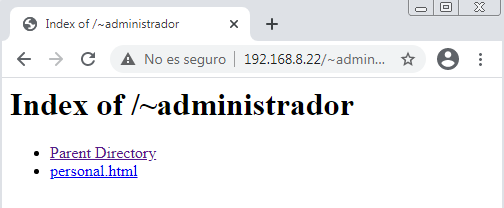 Index of /~administrador
No es seguro | 192.168.8.22/~admin...
Index of /~administrador
Parent Directory
personal.html